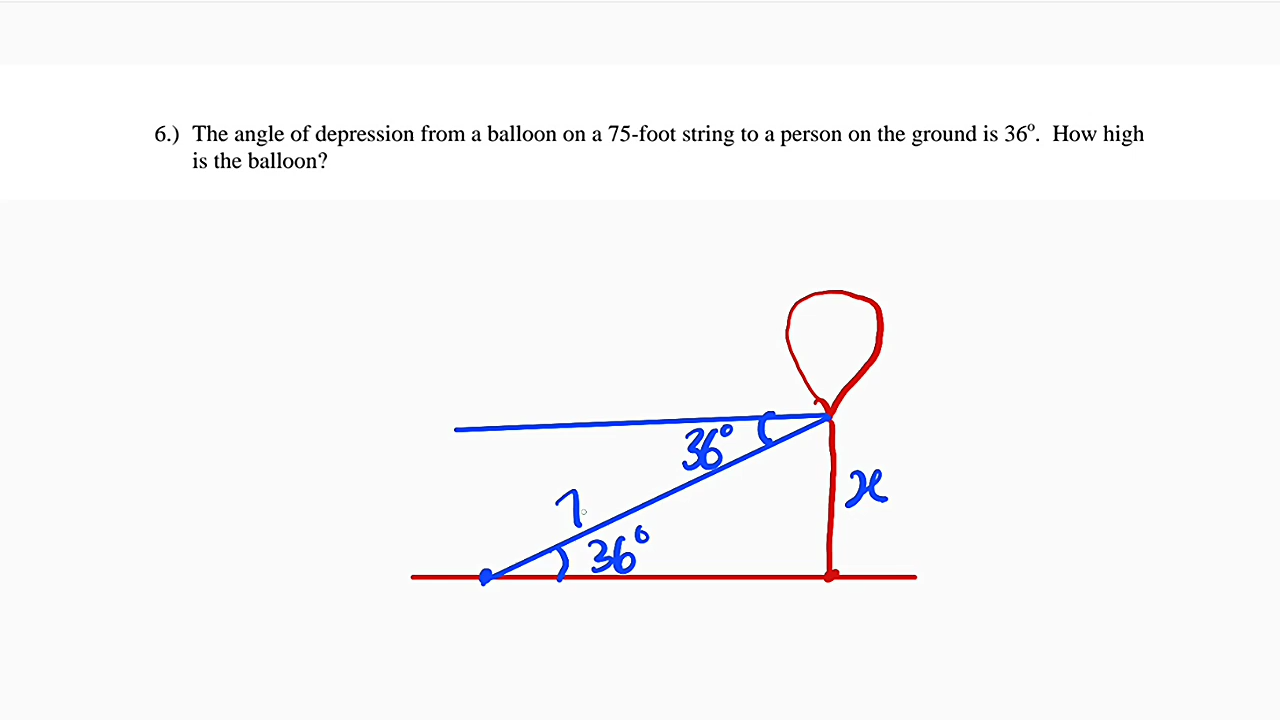 6.) The angle of depression from a balloon on a 75-foot string to a person on the ground is 36°. How high
is the balloon?
36°
x
7
36°